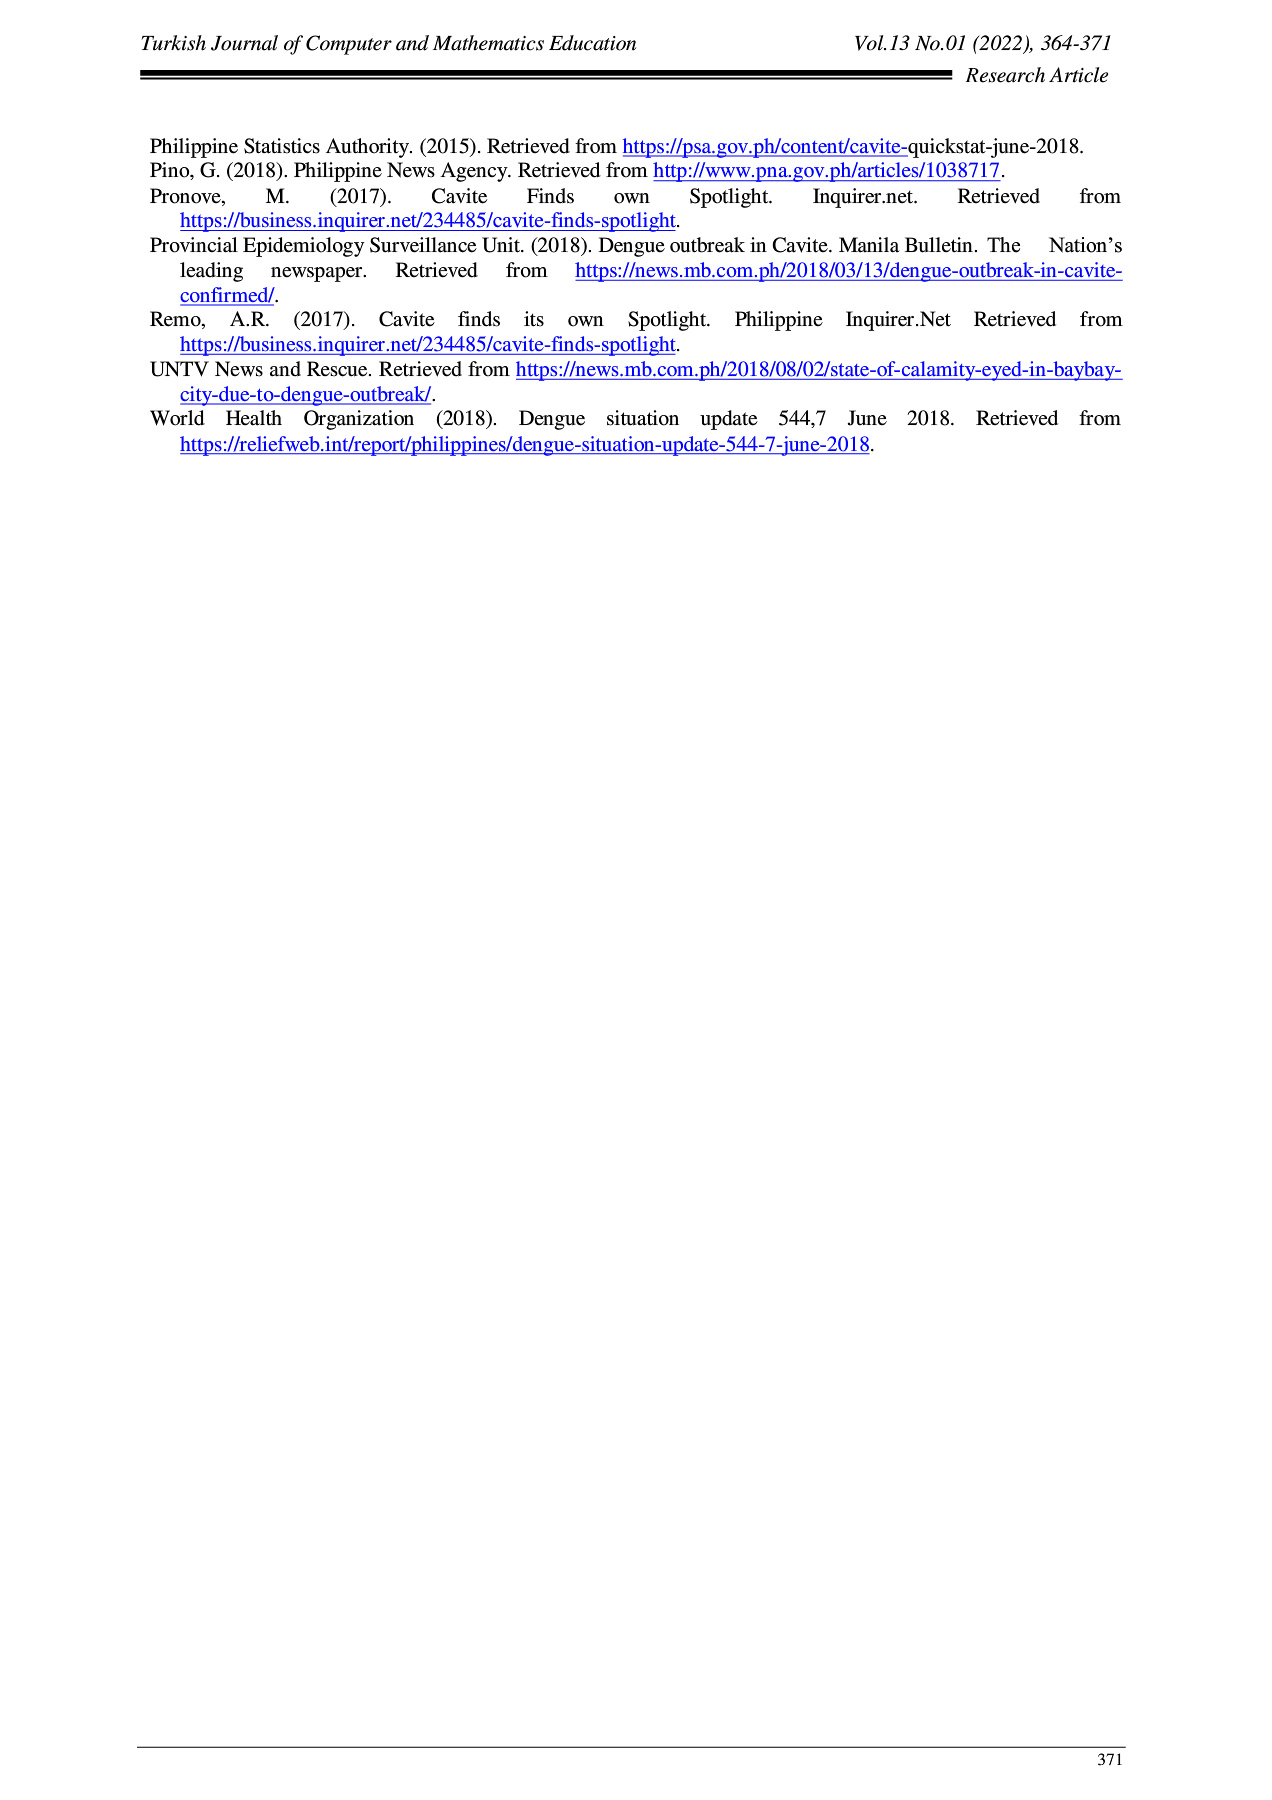 Turkish Journal of Computer and Mathematics Education Vol.13 No.01 (2022), 364-371
Research Article
Philippine Statistics Authority. (2015). Retrieved from https://psa.gov.ph/content/cavite-quickstat-june-2018.
Pino, G. (2018). Philippine News Agency. Retrieved from http://www.pna.gov.ph/articles/1038717.
Pronove, M. (2017). Cavite Finds own Spotlight. Inquirer.net. Retrieved from
https://business.inquirer.net/234485/cavite-finds-spotlight.
Provincial Epidemiology Surveillance Unit. (2018). Dengue outbreak in Cavite. Manila Bulletin. The Nation’s
leading newspaper. Retrieved from https://news.mb.com.ph/2018/03/13/dengue-outbreak-in-cavite-
confirmed/.
Remo, A.R. (2017). Cavite finds its own Spotlight. Philippine Inquirer.Net Retrieved from
https://business.inquirer.net/234485/cavite-finds-spotlight.
UNTV News and Rescue. Retrieved from https://news.mb.com.ph/2018/08/02/state-of-calamity-eyed-in-baybay-
city-due-to-dengue-outbreak/.
World Health Organization (2018). Dengue situation update 544,7 June 2018. Retrieved from
https://reliefweb.int/report/philippines/dengue-situation-update-544-7-june-2018.
371